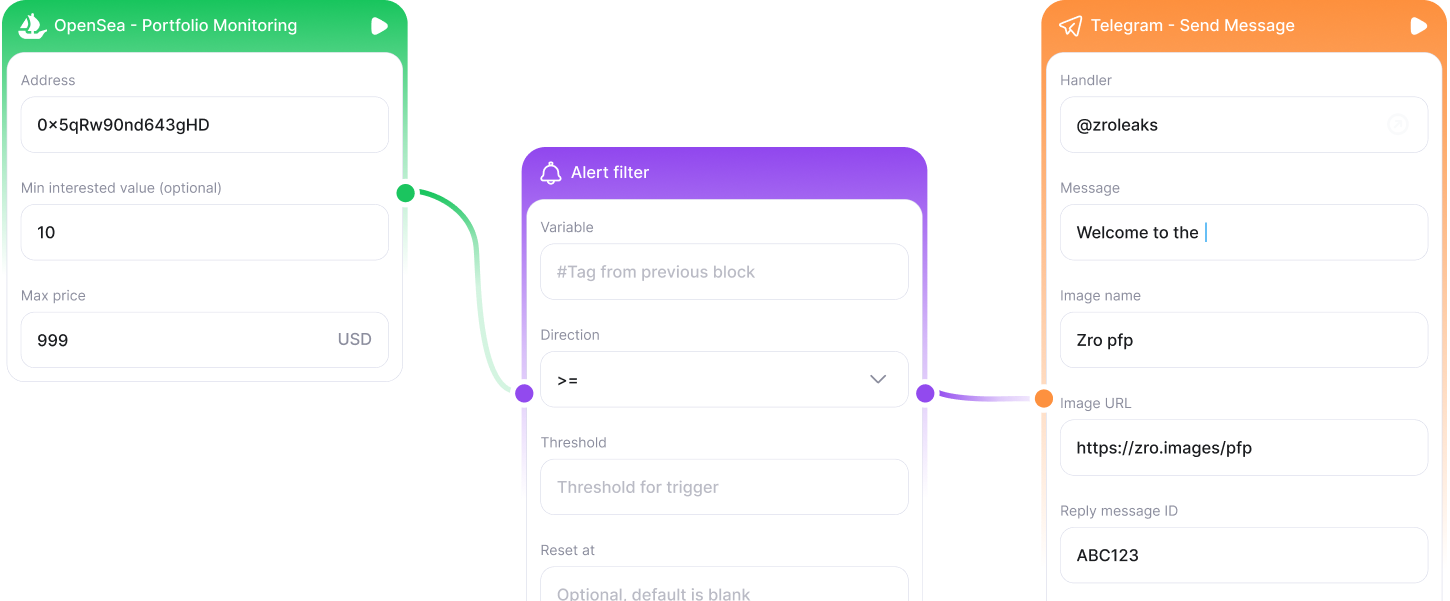 OpenSea - Portfolio Monitoring
Address
0x5qRw90nd643gHD
Min interested value (optional)
10
Max price
999 USD
Alert filter
Variable
#Tag from previous block
Direction
>=
Threshold
Threshold for trigger
Reset at
Optional, default is blank
Telegram - Send Message
Handler
@zroleaks
Message
Welcome to the
Image name
Zro pfp
Image URL
https://zro.images/pfp
Reply message ID
ABC123